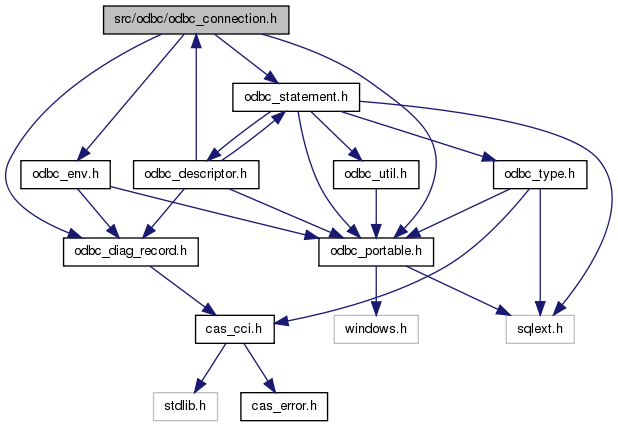 src/odbc/odbc_connection.h
odbc_statement.h
odbc_env.h
odbc_descriptor.h
odbc_util.h
odbc_type.h
odbc_diag_record.h
odbc_portable.h
cas_cci.h
windows.h
sqlext.h
stdlib.h
cas_error.h